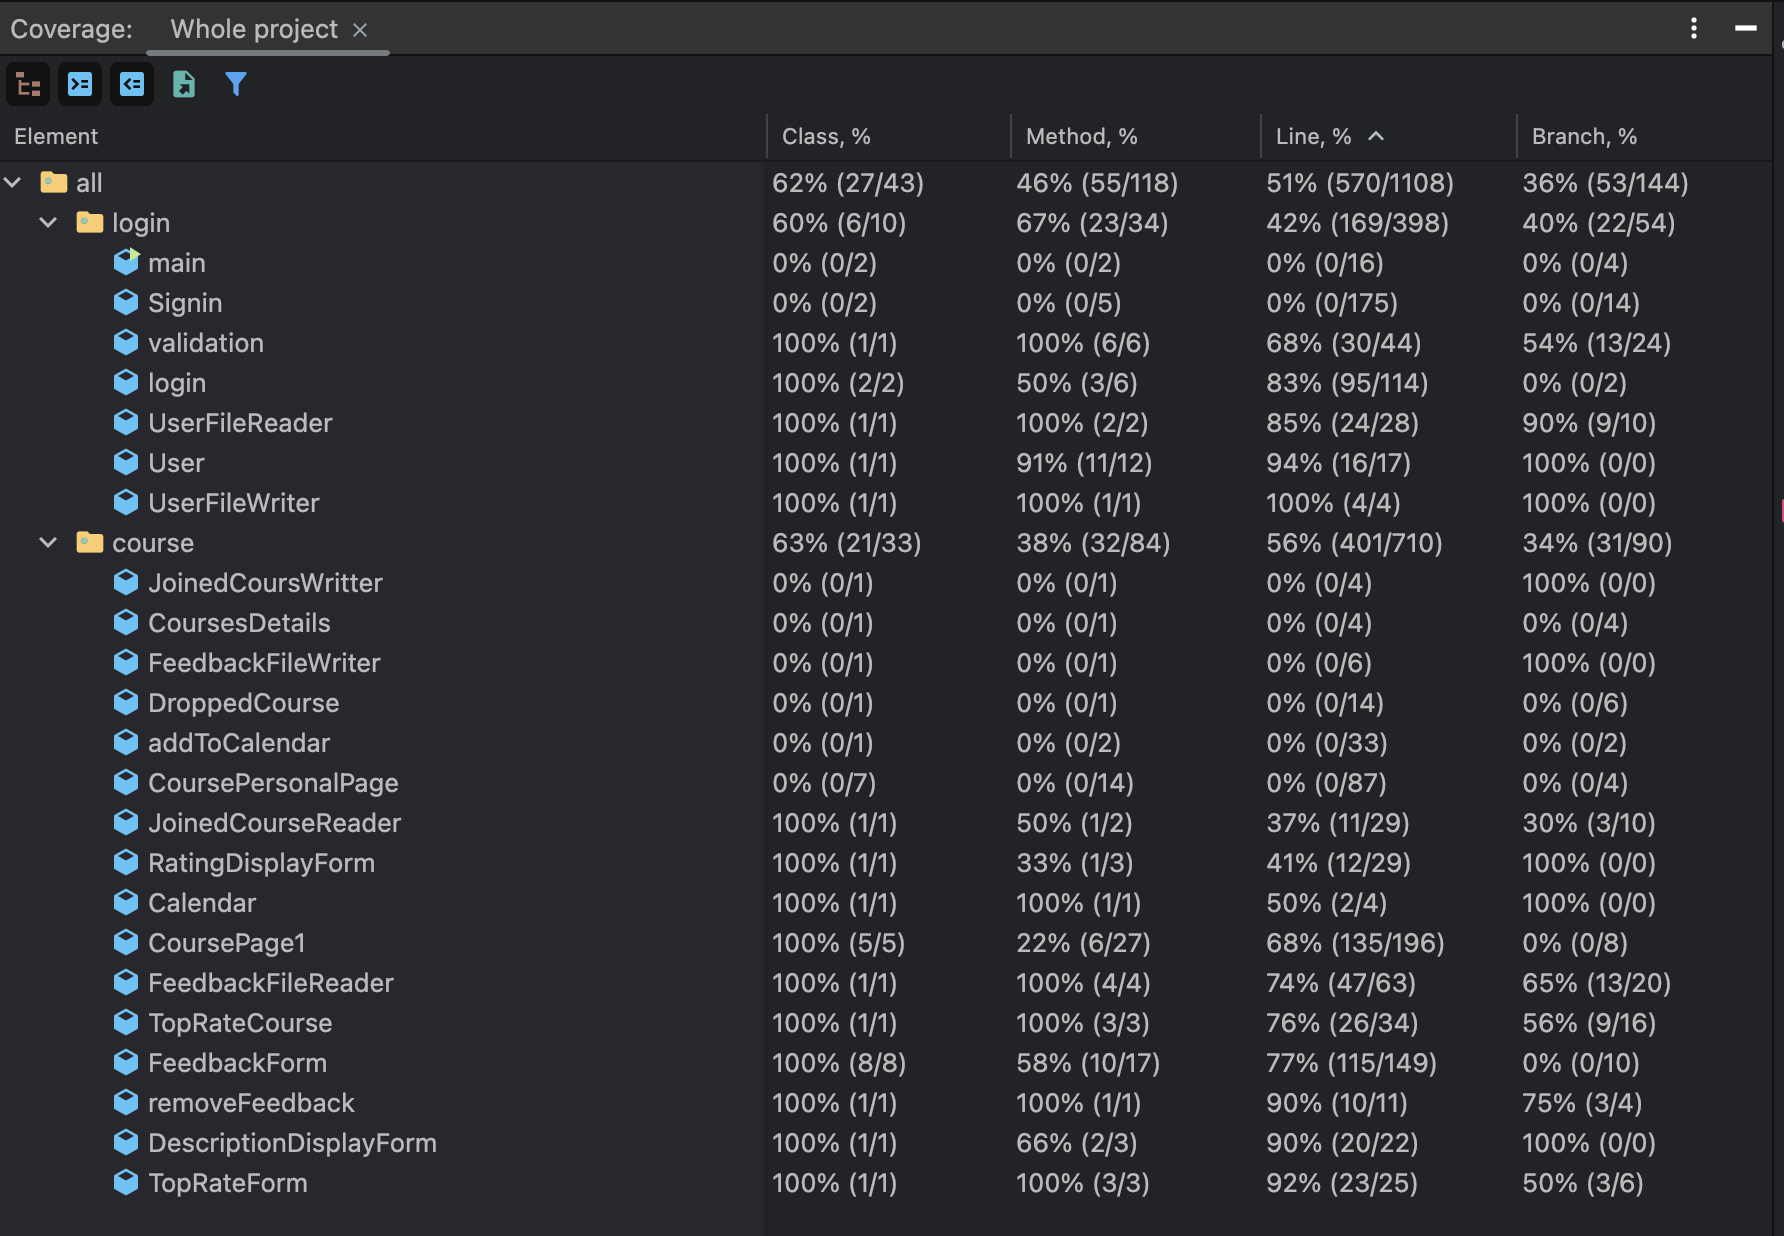 Coverage: Whole project
Element Class, % Method, % Line, % Branch, %
all 62% (27/43) 46% (55/118) 51% (570/1108) 36% (53/144)
login 60% (6/10) 67% (23/34) 42% (169/398) 40% (22/54)
main 0% (0/2) 0% (0/2) 0% (0/16) 0% (0/4)
Signin 0% (0/2) 0% (0/5) 0% (0/175) 0% (0/14)
validation 100% (1/1) 100% (6/6) 68% (30/44) 54% (13/24)
login 100% (2/2) 50% (3/6) 83% (95/114) 0% (0/2)
UserFileReader 100% (1/1) 100% (2/2) 85% (24/28) 90% (9/10)
User 100% (1/1) 91% (11/12) 94% (16/17) 100% (0/0)
UserFileWriter 100% (1/1) 100% (1/1) 100% (4/4) 100% (0/0)
course 63% (21/33) 38% (32/84) 56% (401/710) 34% (31/90)
JoinedCoursWritter 0% (0/1) 0% (0/1) 0% (0/4) 100% (0/0)
CoursesDetails 0% (0/1) 0% (0/1) 0% (0/4) 0% (0/4)
FeedbackFileWriter 0% (0/1) 0% (0/1) 0% (0/6) 100% (0/0)
DroppedCourse 0% (0/1) 0% (0/1) 0% (0/14) 0% (0/6)
addToCalendar 0% (0/1) 0% (0/2) 0% (0/33) 0% (0/2)
CoursePersonalPage 0% (0/7) 0% (0/14) 0% (0/87) 0% (0/4)
JoinedCourseReader 100% (1/1) 50% (1/2) 37% (11/29) 30% (3/10)
RatingDisplayForm 100% (1/1) 33% (1/3) 41% (12/29) 100% (0/0)
Calendar 100% (1/1) 100% (1/1) 50% (2/4) 100% (0/0)
CoursePage1 100% (5/5) 22% (6/27) 68% (135/196) 0% (0/8)
FeedbackFileReader 100% (1/1) 100% (4/4) 74% (47/63) 65% (13/20)
TopRateCourse 100% (1/1) 100% (3/3) 76% (26/34) 56% (9/16)
FeedbackForm 100% (8/8) 58% (10/17) 77% (115/149) 0% (0/10)
removeFeedback 100% (1/1) 100% (1/1) 90% (10/11) 75% (3/4)
DescriptionDisplayForm 100% (1/1) 66% (2/3) 90% (20/22) 100% (0/0)
TopRateForm 100% (1/1) 100% (3/3) 92% (23/25) 50% (3/6)